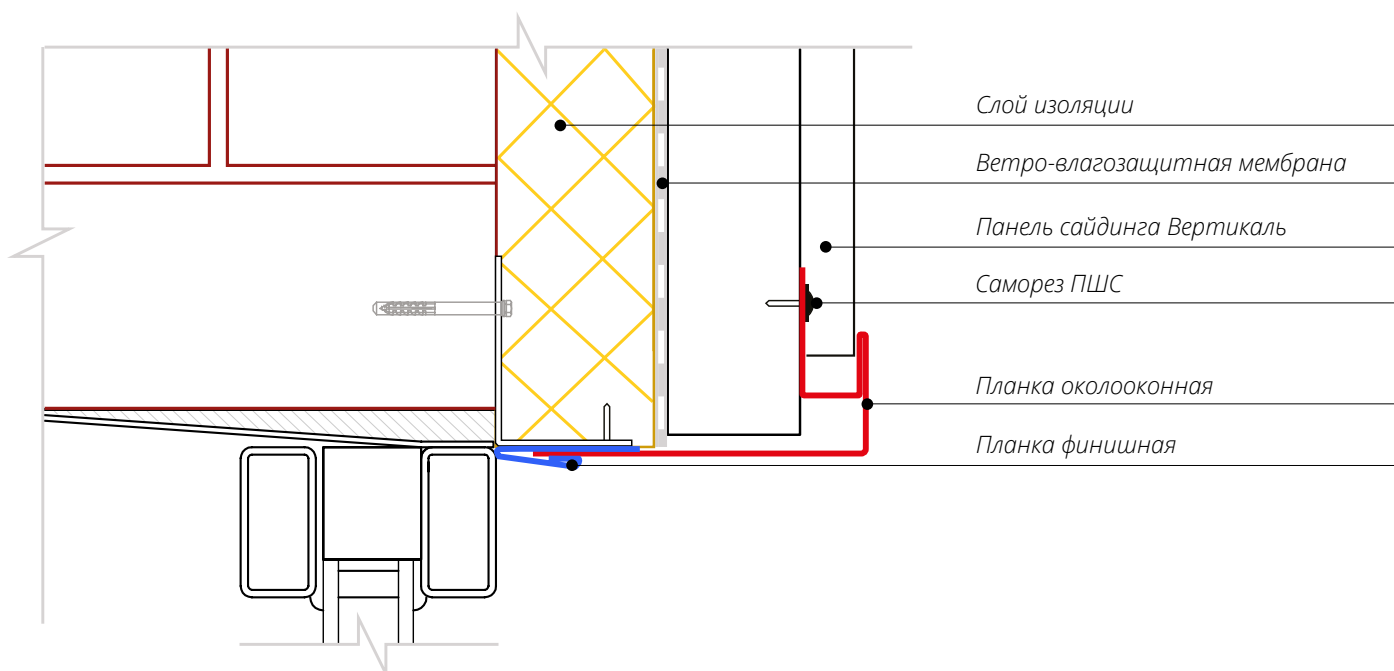 Слой изоляции
Ветро-влагозащитная мембрана
Панель сайдинга Вертикаль
Саморез ПШС
Планка околооконная
Планка финишная